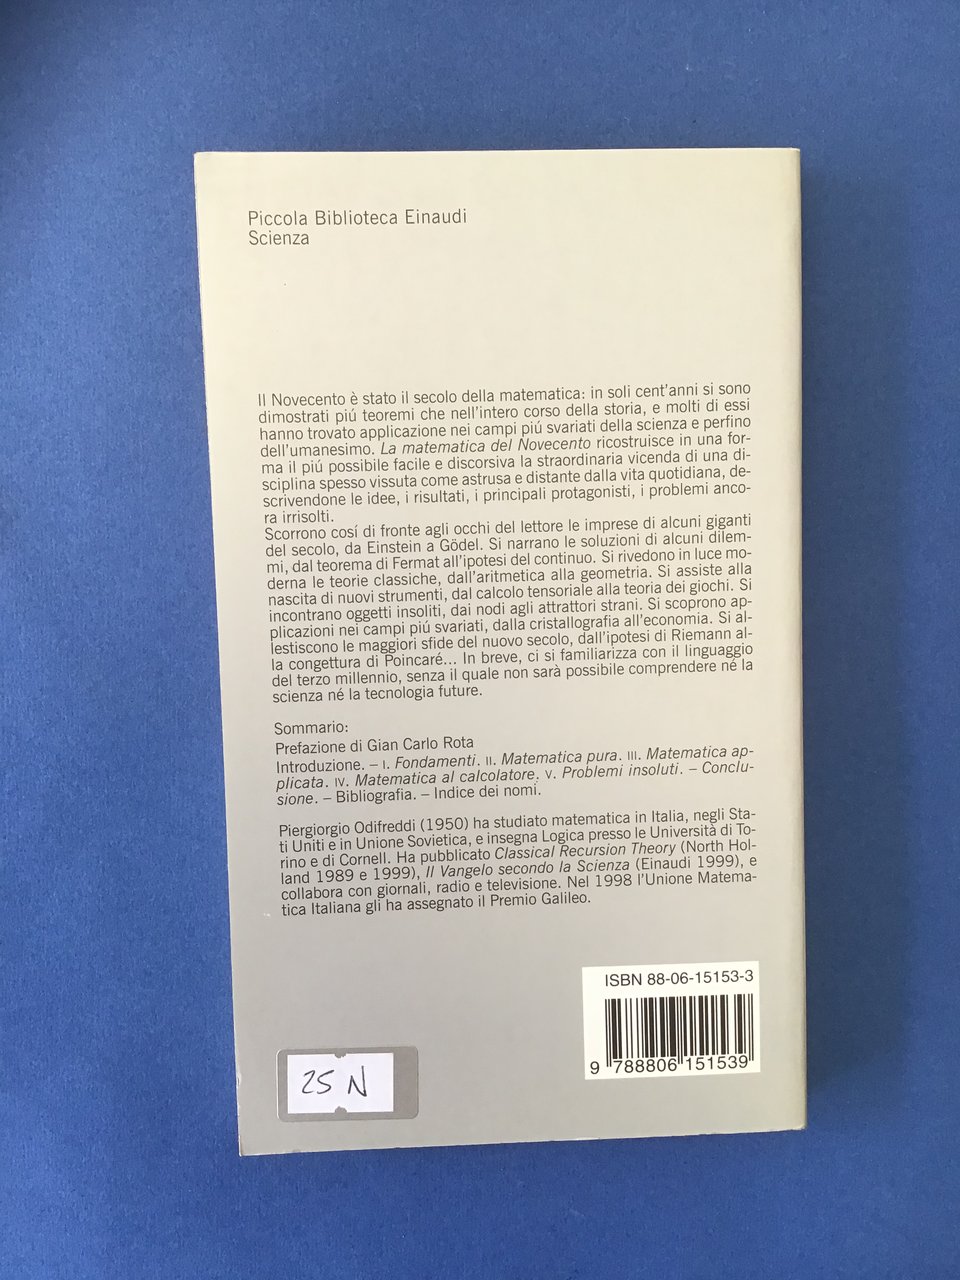 Piccola Biblioteca Einaudi
Scienza
Il Novecento è stato il secolo della matematica: in soli cent'anni si sono
dimostrati piú teoremi che nell'intero corso della storia, e molti di essi
hanno trovato applicazione nei campi piú svariati della scienza e perfino
dell'umanesimo. La matematica del Novecento ricostruisce in una for-
ma il piú possibile facile e discorsiva la straordinaria vicenda di una di-
sciplina spesso vissuta come astrusa e distante dalla vita quotidiana, de-
scrivendone le idee, i risultati, i principali protagonisti, i problemi anco-
ra irrisolti.
Scorrono cosí di fronte agli occhi del lettore le imprese di alcuni giganti
del secolo, da Einstein a Gödel. Si narrano le soluzioni di alcuni dilem-
mi, dal teorema di Fermat all'ipotesi del continuo. Si rivedono in luce mo-
derna le teorie classiche, dall'aritmetica alla geometria. Si assiste alla
nascita di nuovi strumenti, dal calcolo tensoriale alla teoria dei giochi. Si
incontrano oggetti insoliti, dai nodi agli attrattori strani. Si scoprono ap-
plicazioni nei campi piú svariati, dalla cristallografia all'economia. Si al-
lestiscono le maggiori sfide del nuovo secolo, dall'ipotesi di Riemann al-
la congettura di Poincaré... In breve, ci si familiarizza con il linguaggio
del terzo millennio, senza il quale non sarà possibile comprendere né la
scienza né la tecnologia future.
Sommario:
Prefazione di Gian Carlo Rota
Introduzione. – I. Fondamenti. II. Matematica pura. III. Matematica ap-
plicata. IV. Matematica al calcolatore. V. Problemi insoluti. – Conclu-
sione. – Bibliografia. – Indice dei nomi.
Piergiorgio Odifreddi (1950) ha studiato matematica in Italia, negli Sta-
ti Uniti e in Unione Sovietica, e insegna Logica presso le Università di To-
rino e di Cornell. Ha pubblicato Classical Recursion Theory (North Hol-
land 1989 e 1999), Il Vangelo secondo la Scienza (Einaudi 1999), e
collabora con giornali, radio e televisione. Nel 1998 l'Unione Matema-
tica Italiana gli ha assegnato il Premio Galileo.
ISBN 88-06-15153-3
9 788806 151539
25 N